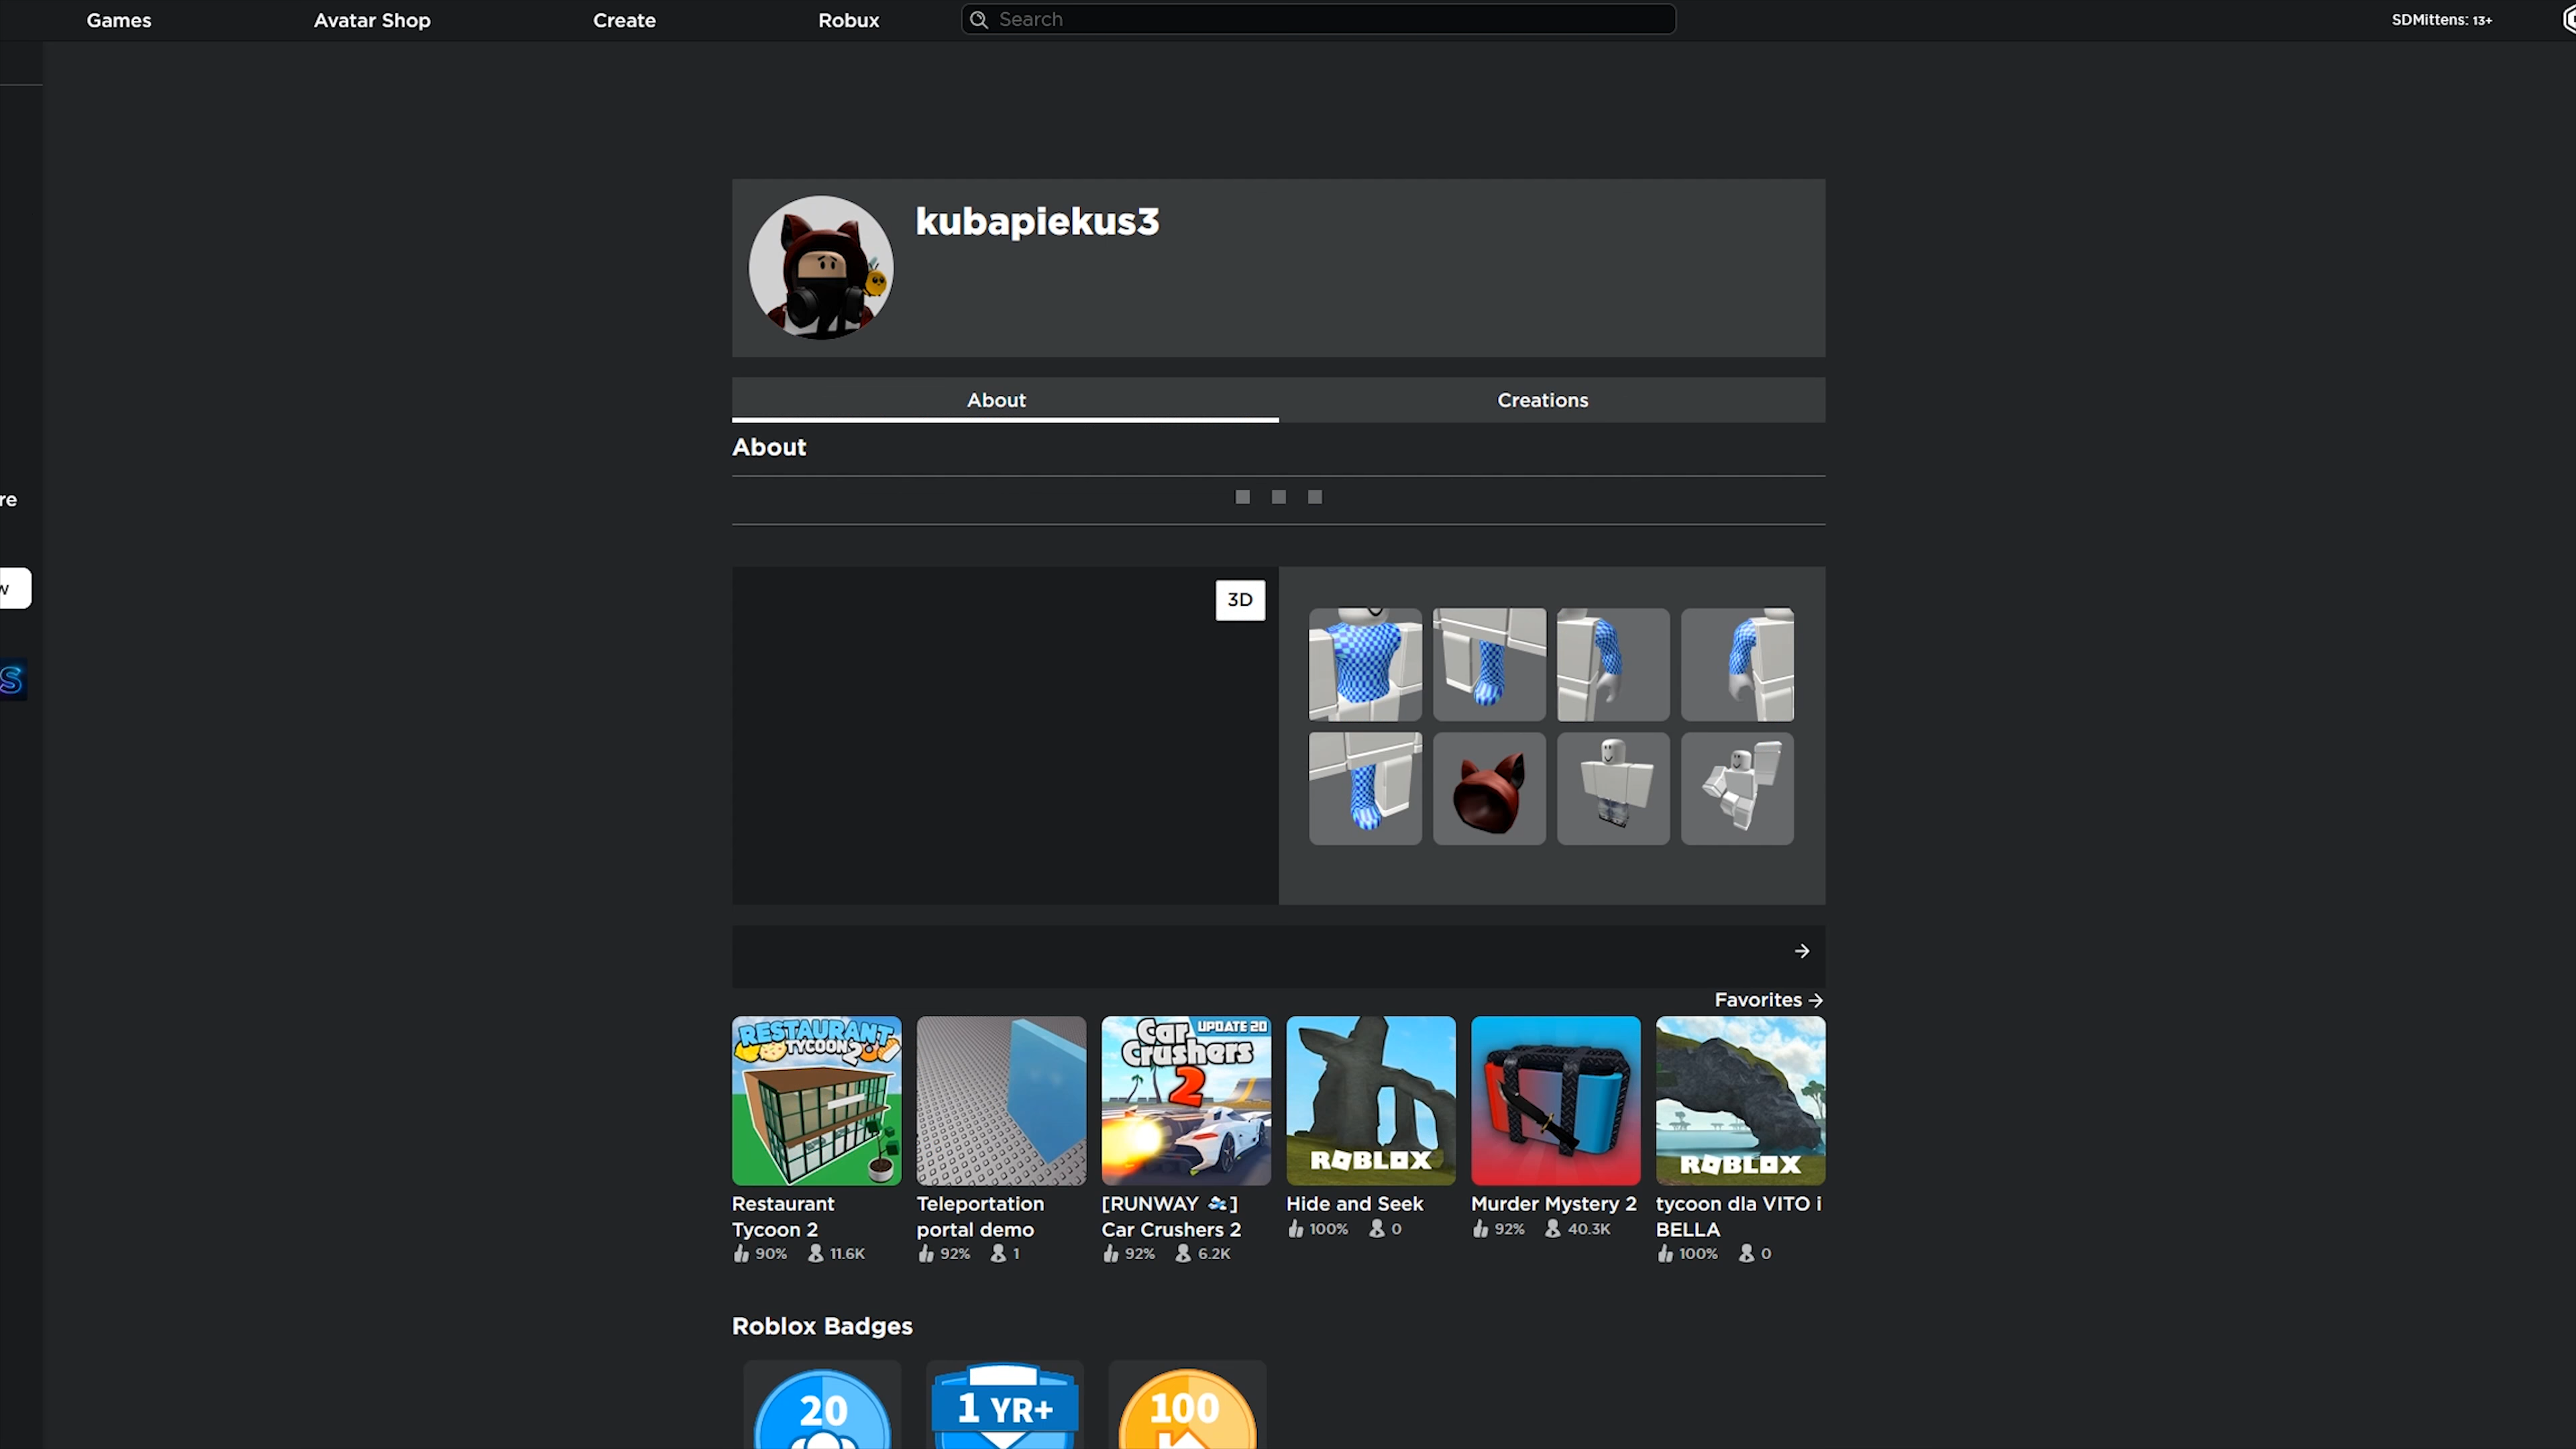 Games
Avatar Shop
Create
Robux
Search
SDMittens: 13+
kubapiekus3
About
Creations
About
re
w
S
3D
Favorites
RESTAURANT
TYCOON 2
Car
Crushers
2
UPDATE 20
ROBLOX
ROBLOX
Restaurant
Tycoon 2
90% 11.6K
Teleportation
portal demo
92% 1
[RUNWAY ]
Car Crushers 2
92% 6.2K
Hide and Seek
100% 0
Murder Mystery 2
92% 40.3K
tycoon dla VITO i
BELLA
100% 0
Roblox Badges
20
1 YR+
100